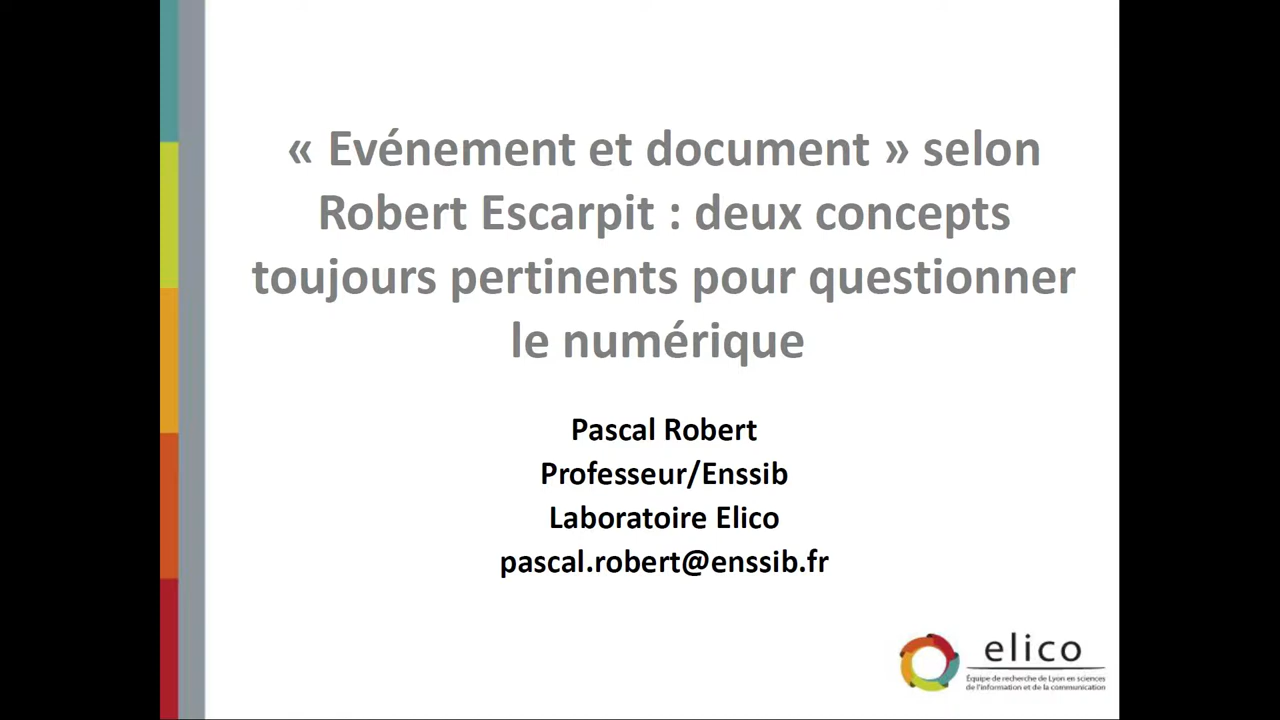 « Evénement et document » selon
Robert Escarpit : deux concepts
toujours pertinents pour questionner
le numérique
Pascal Robert
Professeur/Enssib
Laboratoire Elico
pascal.robert@enssib.fr
elico
Équipe de recherche de Lyon en sciences
de l'information et de la communication